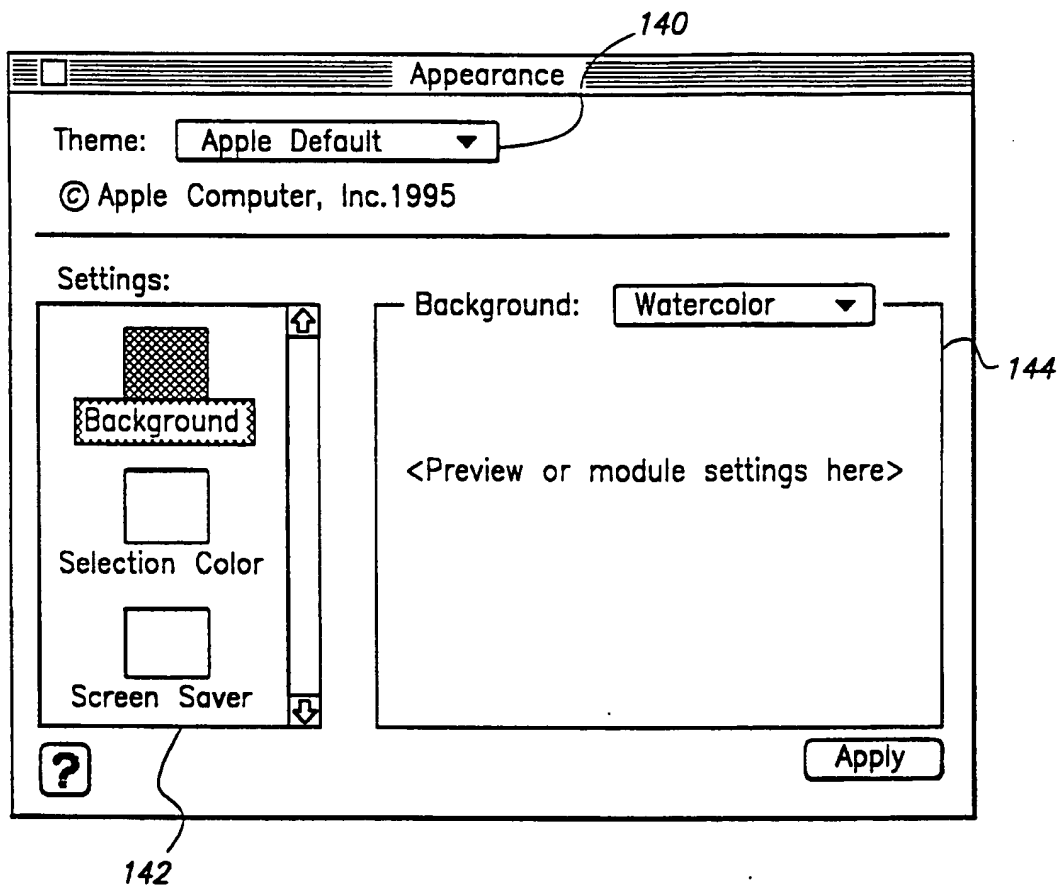 140
Appearance
Theme: Apple Default
© Apple Computer, Inc.1995
Settings:
Background: Watercolor
144
Background
<Preview or module settings here>
Selection Color
Screen Saver
?
Apply
142